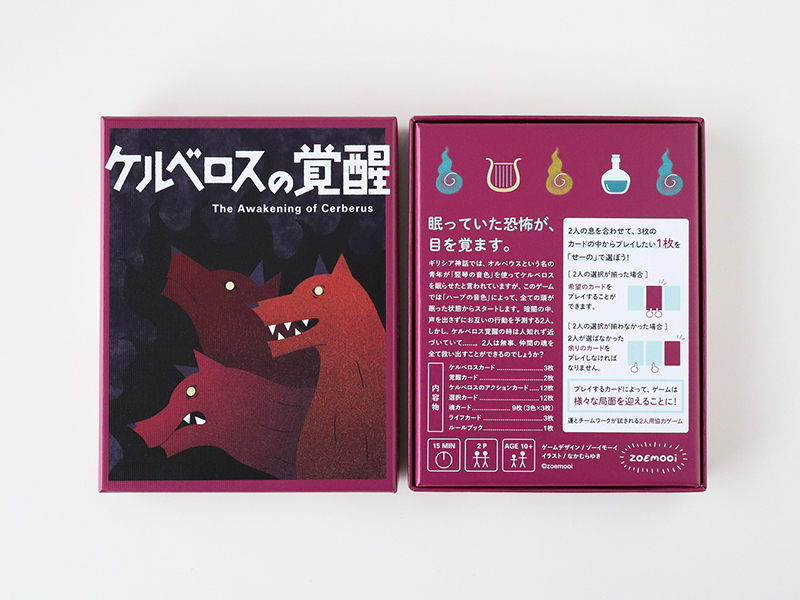 ケルベロスの覚醒
The Awakening of Cerberus
眠っていた恐怖が、
目を覚ます。
ギリシア神話では、オルペウスという名の
青年が「竪琴の音色」を使ってケルベロス
を眠らせたと言われていますが、このゲーム
では「ハープの音色」によって、全ての頭が
眠った状態からスタートします。暗闇の中、
声を出さずにお互いの行動を予測する2人。
しかし、ケルベロス覚醒の時は人知れず近
づいていて……。2人は無事、仲間の魂を
全て救い出すことができるのでしょうか?
内容物
ケルベロスカード 3枚
覚醒カード 2枚
ケルベロスのアクションカード 12枚
選択カード 12枚
魂カード 9枚(3色×3枚)
ライフカード 3枚
ルールブック 1枚
15 MIN
2 P
AGE 10+
ゲームデザイン / ゾーイモーイ
イラスト / なかむらゆき
©zoemooi
2人の息を合わせて、3枚の
カードの中からプレイしたい1枚を
「せーの」で選ぼう!
[ 2人の選択が揃った場合 ]
希望のカードを
プレイすることが
できます。
[ 2人の選択が揃わなかった場合 ]
2人が選ばなかった
余りのカードを
プレイしなければ
なりません。
プレイするカードによって、ゲームは
様々な局面を迎えることに!
運とチームワークが試される2人用協力ゲーム
ZOEMOOi